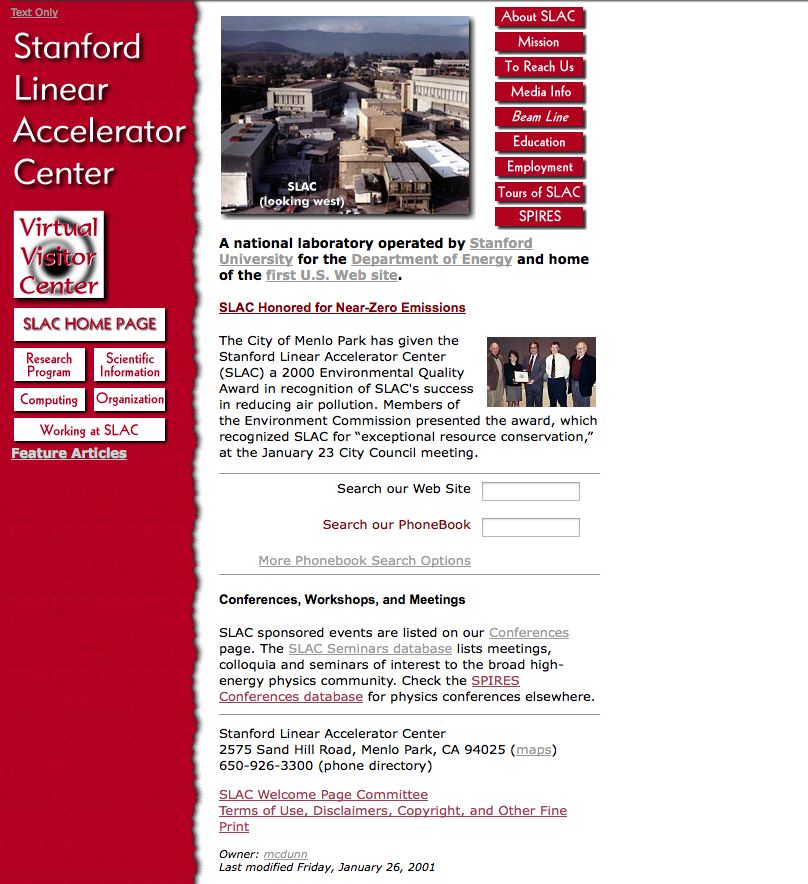 Text Only
Stanford
Linear
Accelerator
Center
Virtual
Visitor
Center
SLAC HOME PAGE
Research
Program
Scientific
Information
Computing
Organization
Working at SLAC
Feature Articles
SLAC
(looking west)
About SLAC
Mission
To Reach Us
Media Info
Beam Line
Education
Employment
Tours of SLAC
SPIRES
A national laboratory operated by Stanford
University for the Department of Energy and home
of the first U.S. Web site.
SLAC Honored for Near-Zero Emissions
The City of Menlo Park has given the
Stanford Linear Accelerator Center
(SLAC) a 2000 Environmental Quality
Award in recognition of SLAC's success
in reducing air pollution. Members of
the Environment Commission presented the award, which
recognized SLAC for “exceptional resource conservation,”
at the January 23 City Council meeting.
Search our Web Site
Search our PhoneBook
More Phonebook Search Options
Conferences, Workshops, and Meetings
SLAC sponsored events are listed on our Conferences
page. The SLAC Seminars database lists meetings,
colloquia and seminars of interest to the broad high-
energy physics community. Check the SPIRES
Conferences database for physics conferences elsewhere.
Stanford Linear Accelerator Center
2575 Sand Hill Road, Menlo Park, CA 94025 (maps)
650-926-3300 (phone directory)
SLAC Welcome Page Committee
Terms of Use, Disclaimers, Copyright, and Other Fine
Print
Owner: mcdunn
Last modified Friday, January 26, 2001